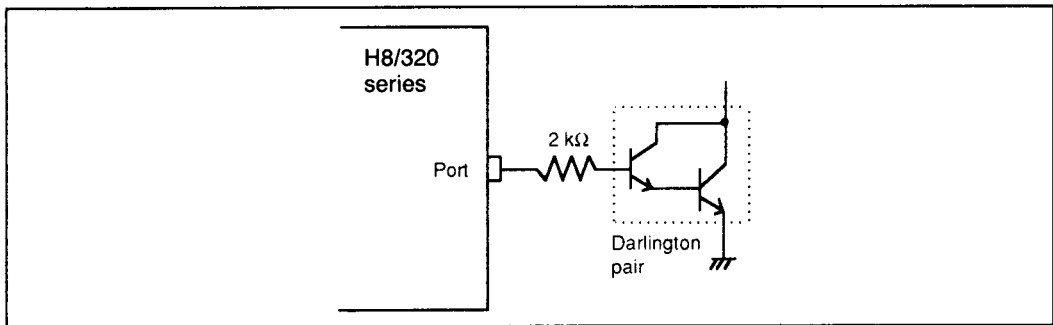 H8/320
series
2 kΩ
Port
Darlington
pair